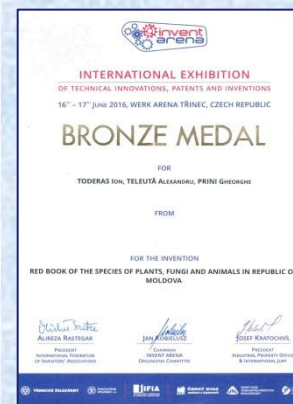 invent
arena
INTERNATIONAL EXHIBITION
OF TECHNICAL INNOVATIONS, PATENTS AND INVENTIONS
16TH – 17TH JUNE 2016, WERK ARENA TŘINEC, CZECH REPUBLIC
BRONZE MEDAL
FOR
TODERAS ION, TELEUTĂ ALEXANDRU, PRINI GHEORGHE
FROM
FOR THE INVENTION
RED BOOK OF THE SPECIES OF PLANTS, FUNGI AND ANIMALS IN REPUBLIC O
MOLDOVA
ALIREZA RASTEGAR
PRESIDENT
INTERNATIONAL FEDERATION
OF INVENTORS' ASSOCIATIONS
JAN KOMELUSZ
CHAIRMAN
INVENT ARENA
ORGANIZING COMMITTEE
JOSEF KRATOCHVÍL
PRESIDENT
INDUSTRIAL PROPERTY OFFICE
& INTERNATIONAL JURY
TŘINECKÉ ŽELEZÁRNY
IFIA